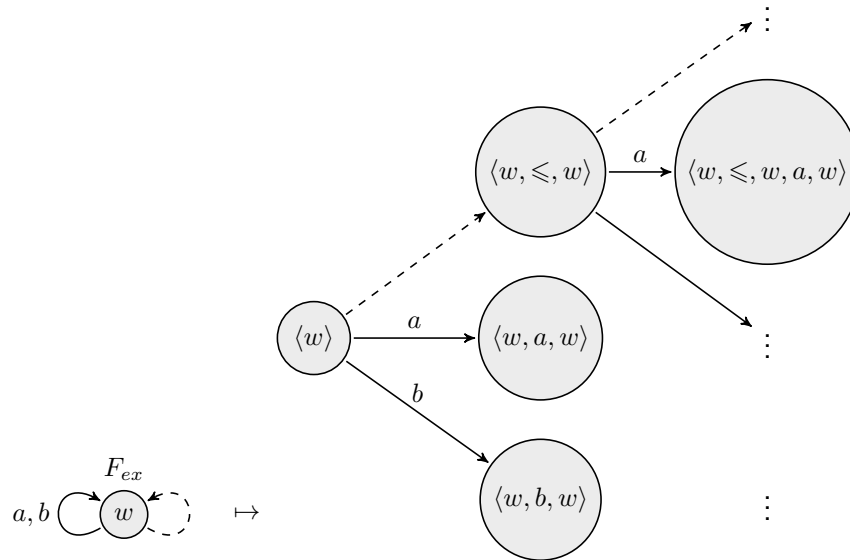 ⋮
⟨w, ⩽, w⟩
a
⟨w, ⩽, w, a, w⟩
⟨w⟩
a
⟨w, a, w⟩
⋮
b
F_ex
a, b
w
↦
⟨w, b, w⟩
⋮